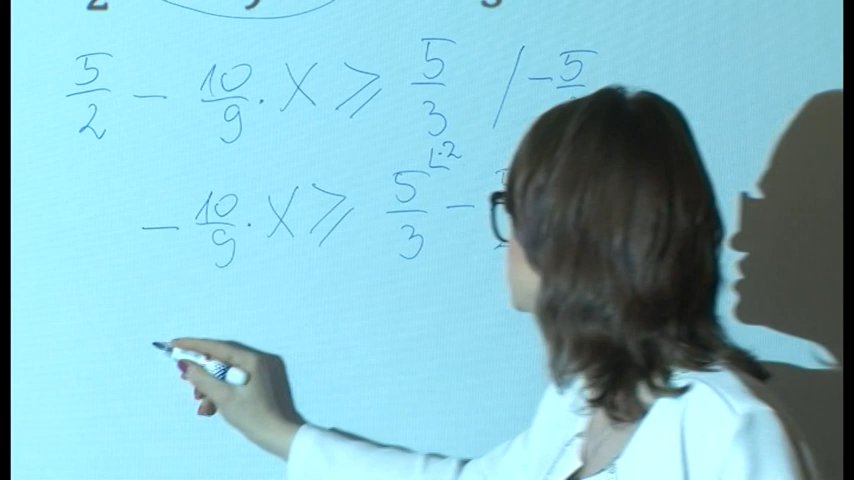 5/2 - 10/9 · X ≥ 5/3 / - 5
- 10/9 · X ≥ 5/3 ⌊·2 -